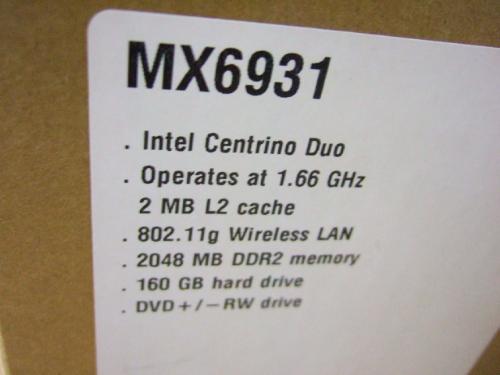 MX6931
. Intel Centrino Duo
. Operates at 1.66 GHz
2 MB L2 cache
. 802.11g Wireless LAN
. 2048 MB DDR2 memory
. 160 GB hard drive
. DVD+/-RW drive